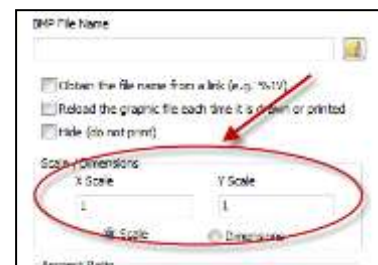 BMP File Name
Obtain the file name from a link (e.g. %1V)
Reload the graphic file each time it is drawn or printed
Hide (do not print)
Scale / Dimensions
X Scale Y Scale
1 1
Scale Dimensions